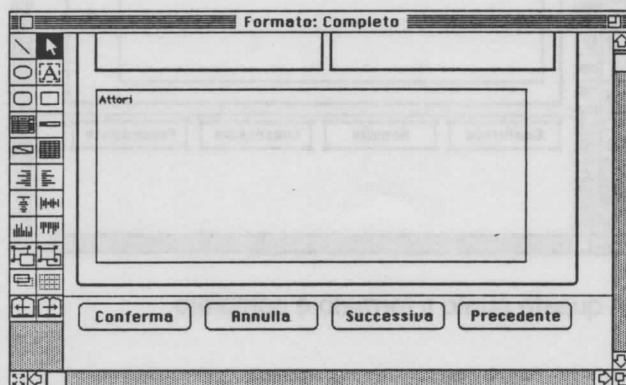 Formato: Completo
Attori
Conferma Annulla Successiva Precedente